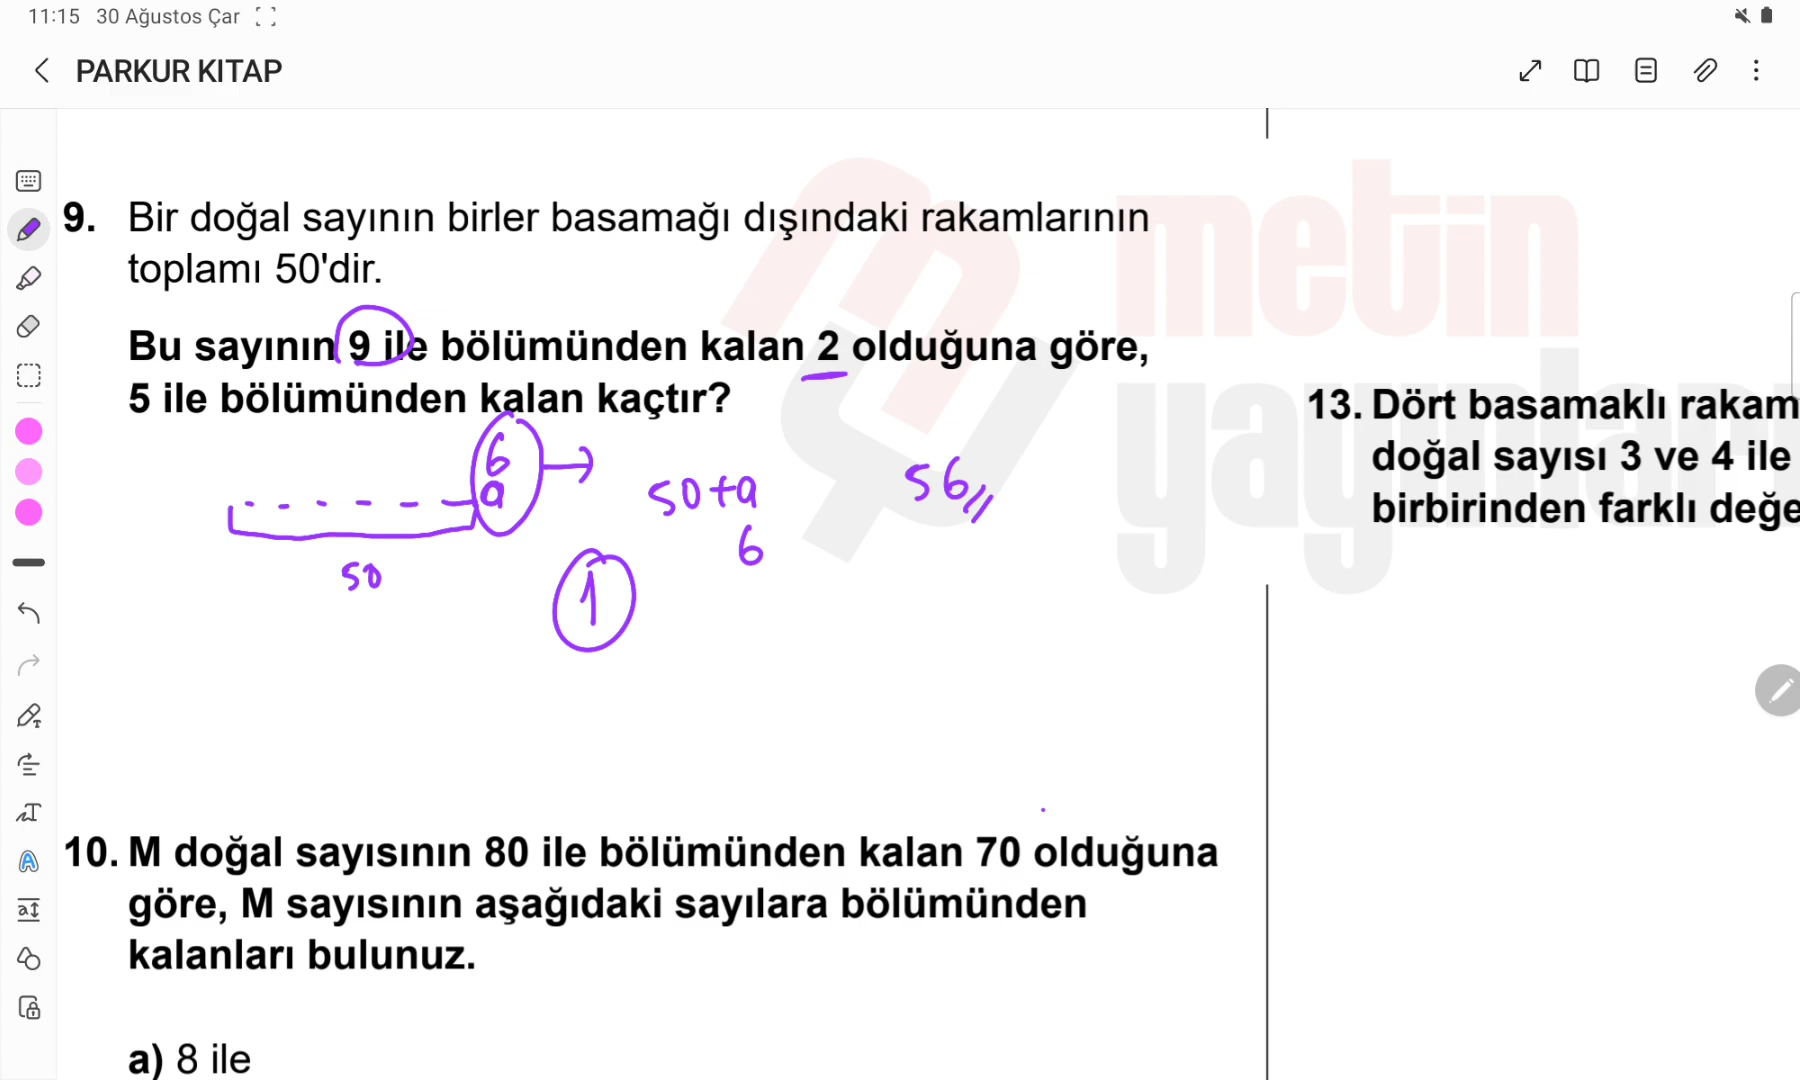 11:15 30 Ağustos Çar
PARKUR KITAP
metin
yayınları
9. Bir doğal sayının birler basamağı dışındaki rakamlarının
toplamı 50'dir.
Bu sayının 9 ile bölümünden kalan 2 olduğuna göre,
5 ile bölümünden kalan kaçtır?
6
a
50
50+a
6
56
1
10. M doğal sayısının 80 ile bölümünden kalan 70 olduğuna
göre, M sayısının aşağıdaki sayılara bölümünden
kalanları bulunuz.
a) 8 ile
13. Dört basamaklı rakam
doğal sayısı 3 ve 4 ile
birbirinden farklı değe